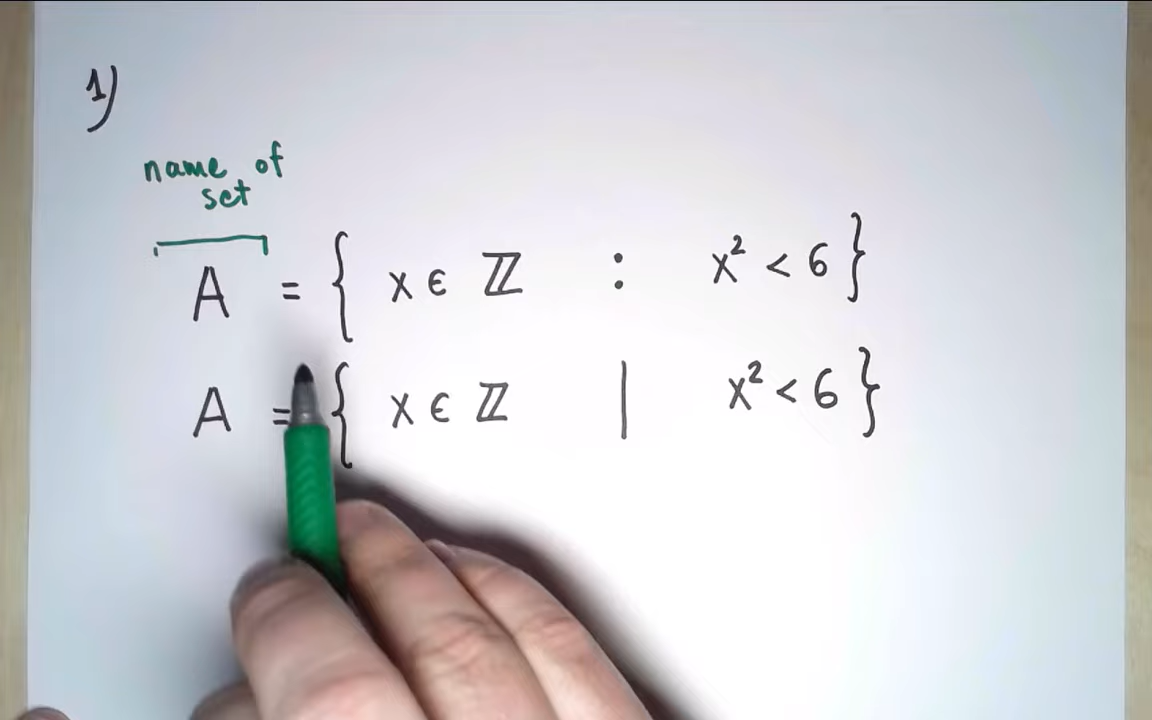 1)
name of
set
A = { x ∈ ℤ : x² < 6 }
A = { x ∈ ℤ | x² < 6 }